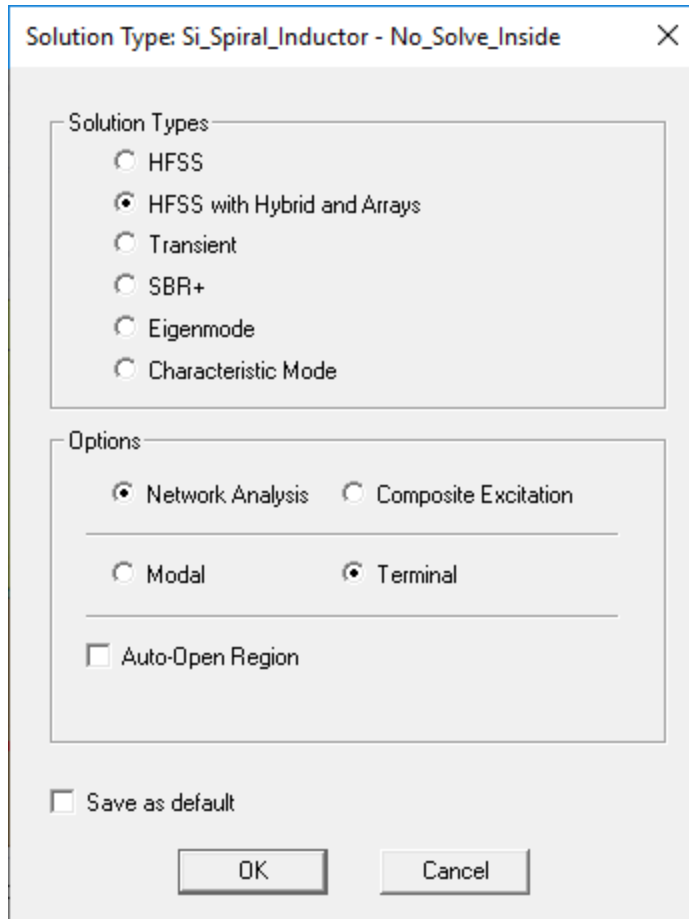 Solution Type: Si_Spiral_Inductor - No_Solve_Inside
Solution Types
HFSS
HFSS with Hybrid and Arrays
Transient
SBR+
Eigenmode
Characteristic Mode
Options
Network Analysis Composite Excitation
Modal Terminal
Auto-Open Region
Save as default
OK Cancel